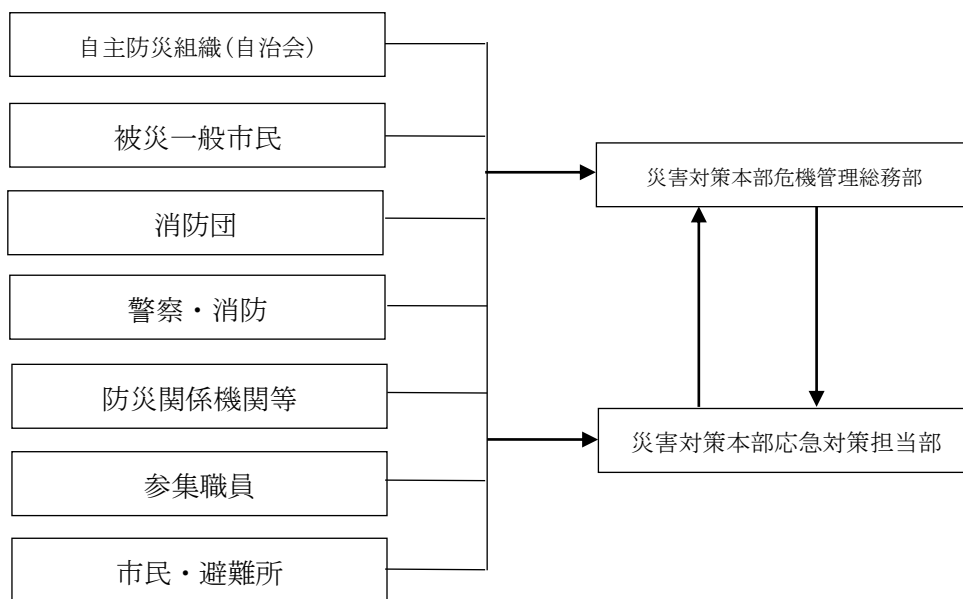 自主防災組織(自治会)
被災一般市民
消防団
警察・消防
防災関係機関等
参集職員
市民・避難所
災害対策本部危機管理総務部
災害対策本部応急対策担当部